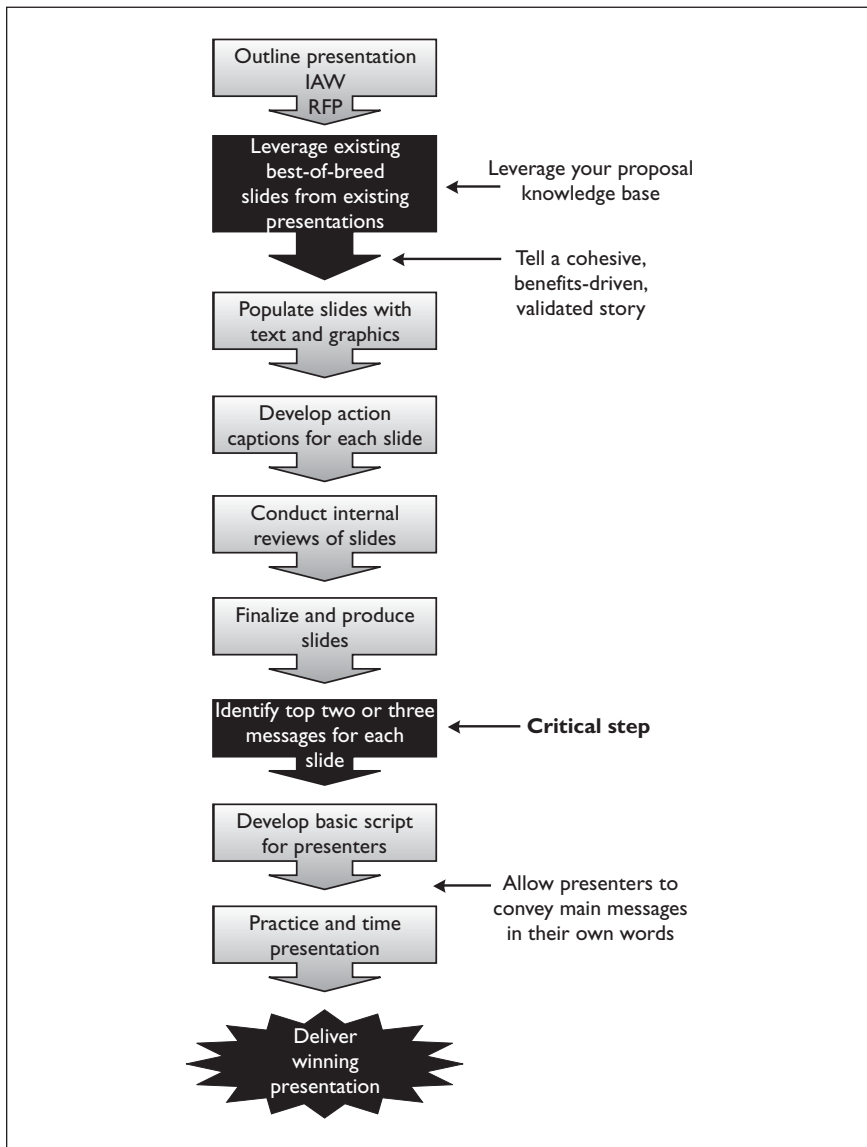 Outline presentation
IAW
RFP
Leverage existing
best-of-breed
slides from existing
presentations
Leverage your proposal
knowledge base
Tell a cohesive,
benefits-driven,
validated story
Populate slides with
text and graphics
Develop action
captions for each slide
Conduct internal
reviews of slides
Finalize and produce
slides
Identify top two or three
messages for each
slide
Critical step
Develop basic script
for presenters
Allow presenters to
convey main messages
in their own words
Practice and time
presentation
Deliver
winning
presentation